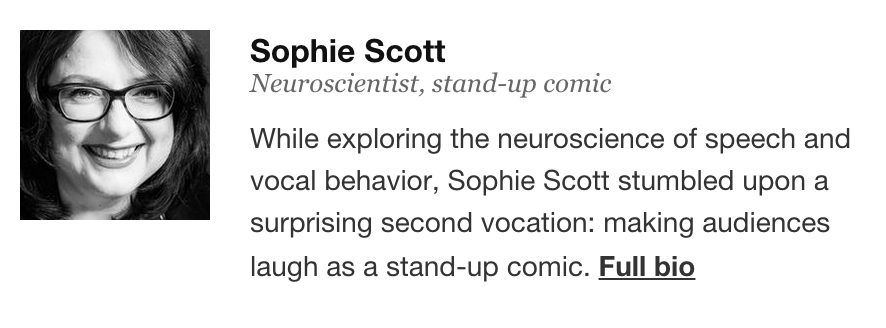 Sophie Scott
Neuroscientist, stand-up comic
While exploring the neuroscience of speech and
vocal behavior, Sophie Scott stumbled upon a
surprising second vocation: making audiences
laugh as a stand-up comic. Full bio